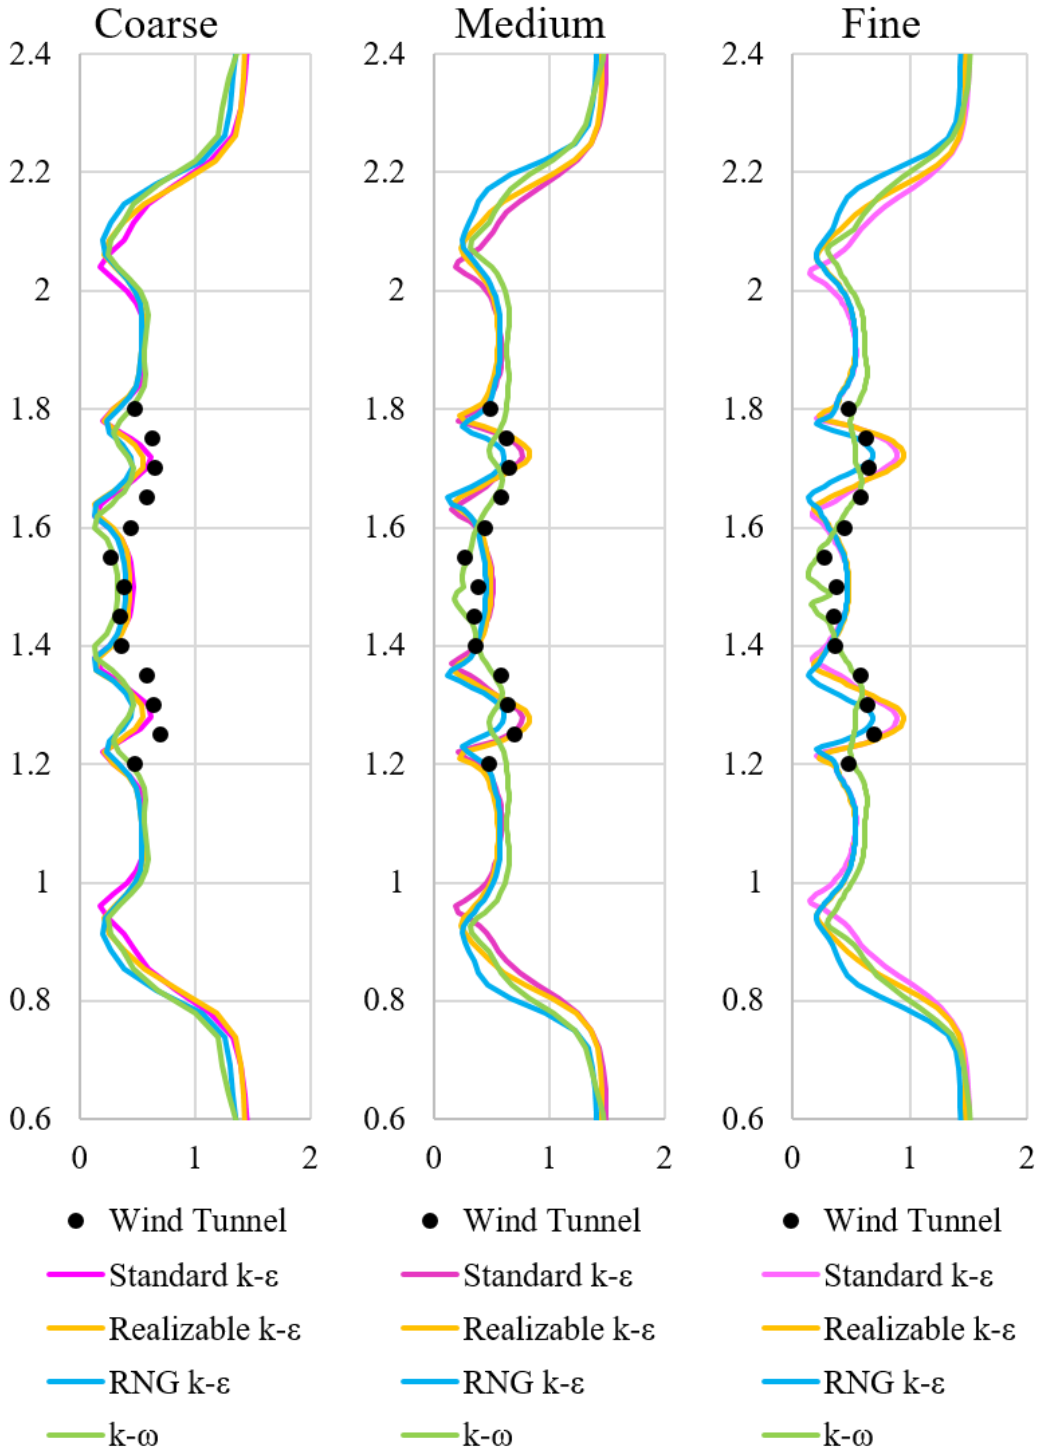 Coarse Medium Fine
2.4 2.4 2.4
2.2 2.2 2.2
2 2 2
1.8 1.8 1.8
1.6 1.6 1.6
1.4 1.4 1.4
1.2 1.2 1.2
1 1 1
0.8 0.8 0.8
0.6 0.6 0.6
0 1 2 0 1 2 0 1 2
Wind Tunnel Wind Tunnel Wind Tunnel
Standard k-ε Standard k-ε Standard k-ε
Realizable k-ε Realizable k-ε Realizable k-ε
RNG k-ε RNG k-ε RNG k-ε
k-ω k-ω k-ω